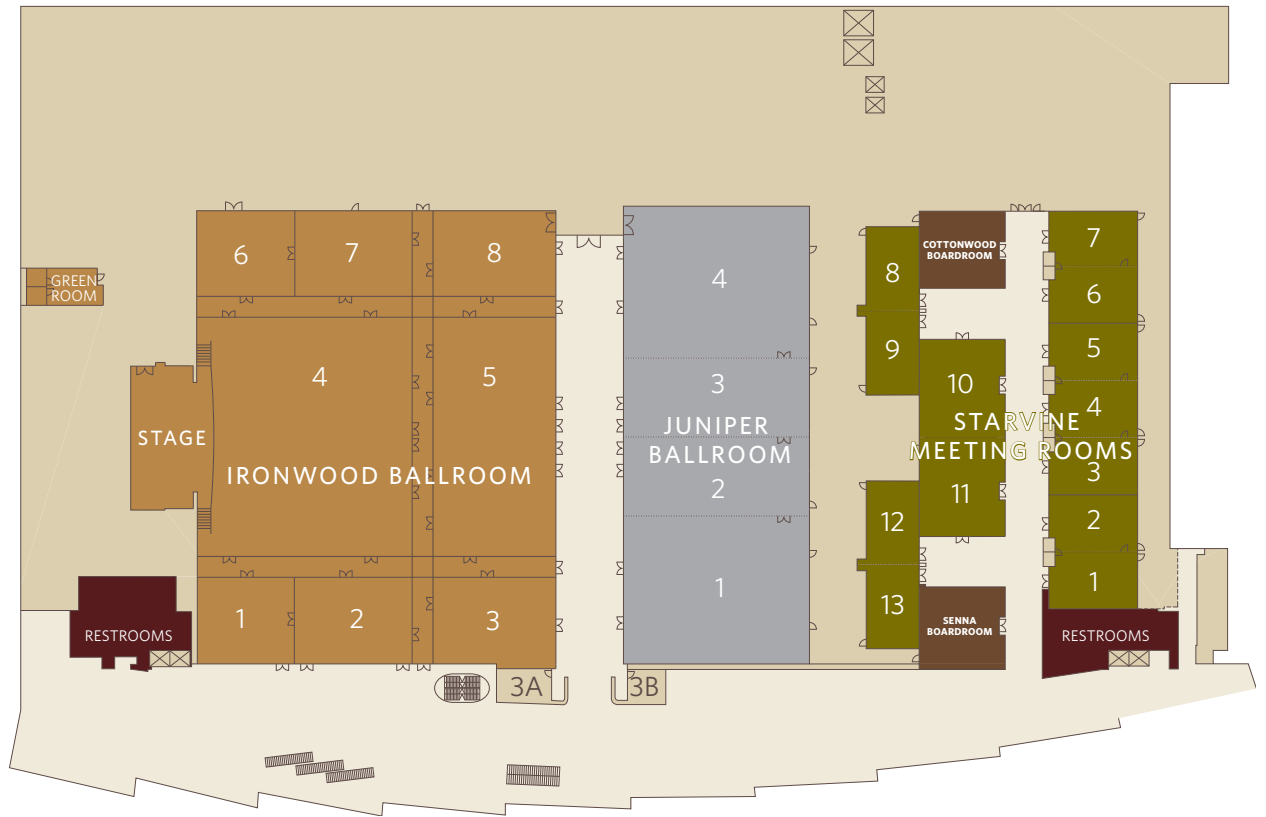 COTTONWOOD
BOARDROOM
7
6
7
8
8
4
6
GREEN
ROOM
9
5
4
5
3
10
4
STAGE
JUNIPER
BALLROOM
STARVINE
MEETING ROOMS
IRONWOOD BALLROOM
3
2
11
12
2
1
1
13
1
2
3
SENNA
BOARDROOM
RESTROOMS
RESTROOMS
3A
3B